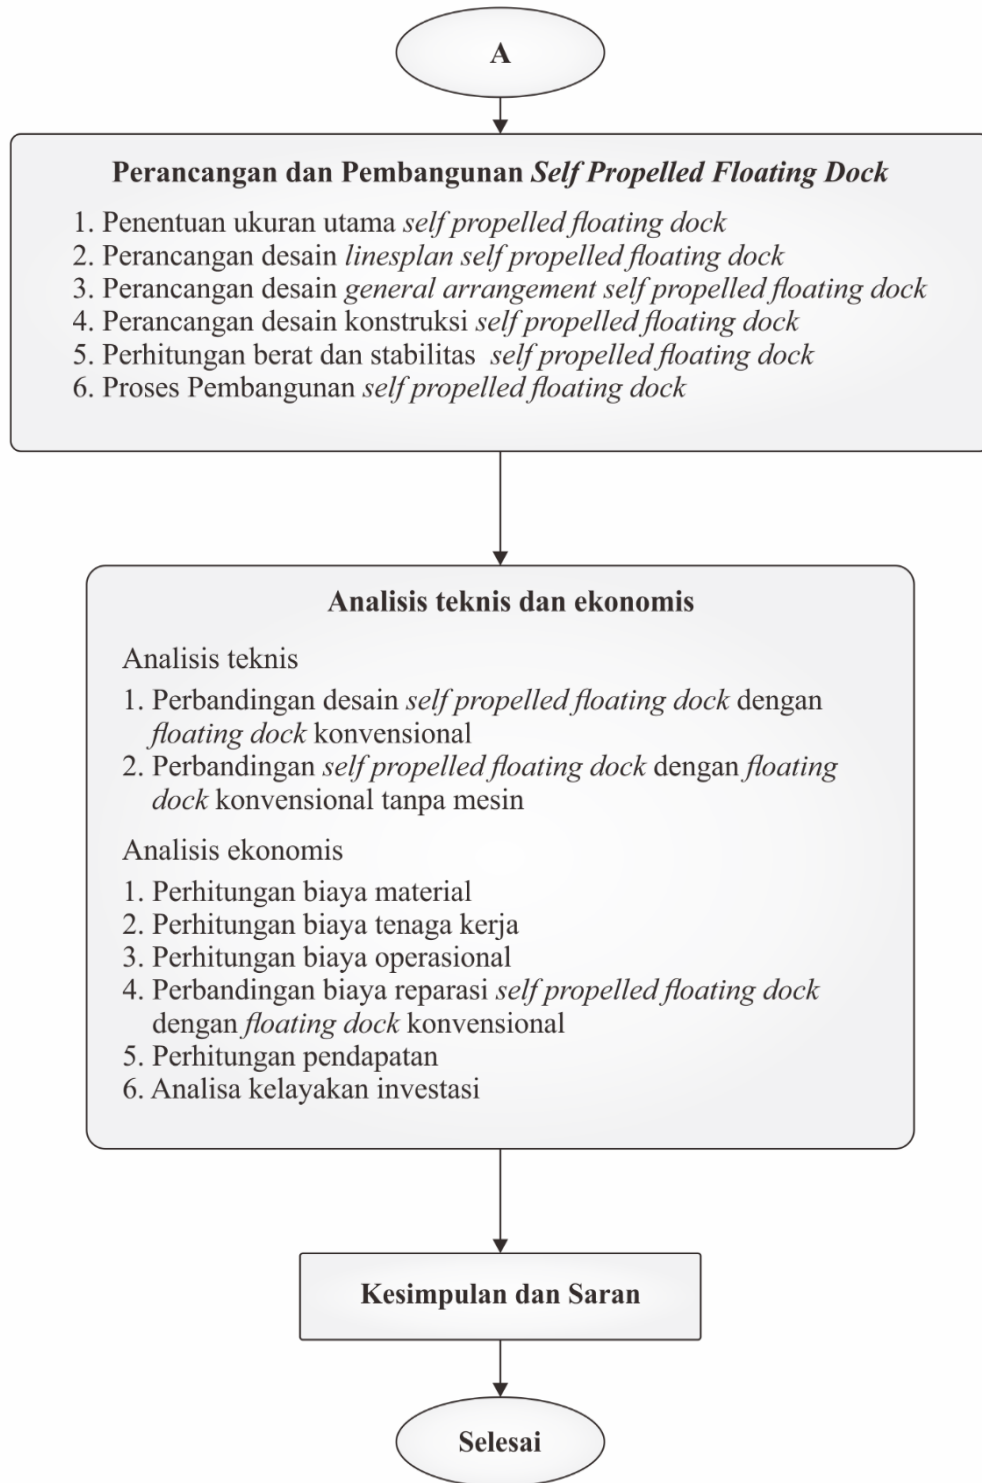 A
Perancangan dan Pembangunan Self Propelled Floating Dock
1. Penentuan ukuran utama self propelled floating dock
2. Perancangan desain linesplan self propelled floating dock
3. Perancangan desain general arrangement self propelled floating dock
4. Perancangan desain konstruksi self propelled floating dock
5. Perhitungan berat dan stabilitas self propelled floating dock
6. Proses Pembangunan self propelled floating dock
Analisis teknis dan ekonomis
Analisis teknis
1. Perbandingan desain self propelled floating dock dengan
floating dock konvensional
2. Perbandingan self propelled floating dock dengan floating
dock konvensional tanpa mesin
Analisis ekonomis
1. Perhitungan biaya material
2. Perhitungan biaya tenaga kerja
3. Perhitungan biaya operasional
4. Perbandingan biaya reparasi self propelled floating dock
dengan floating dock konvensional
5. Perhitungan pendapatan
6. Analisa kelayakan investasi
Kesimpulan dan Saran
Selesai